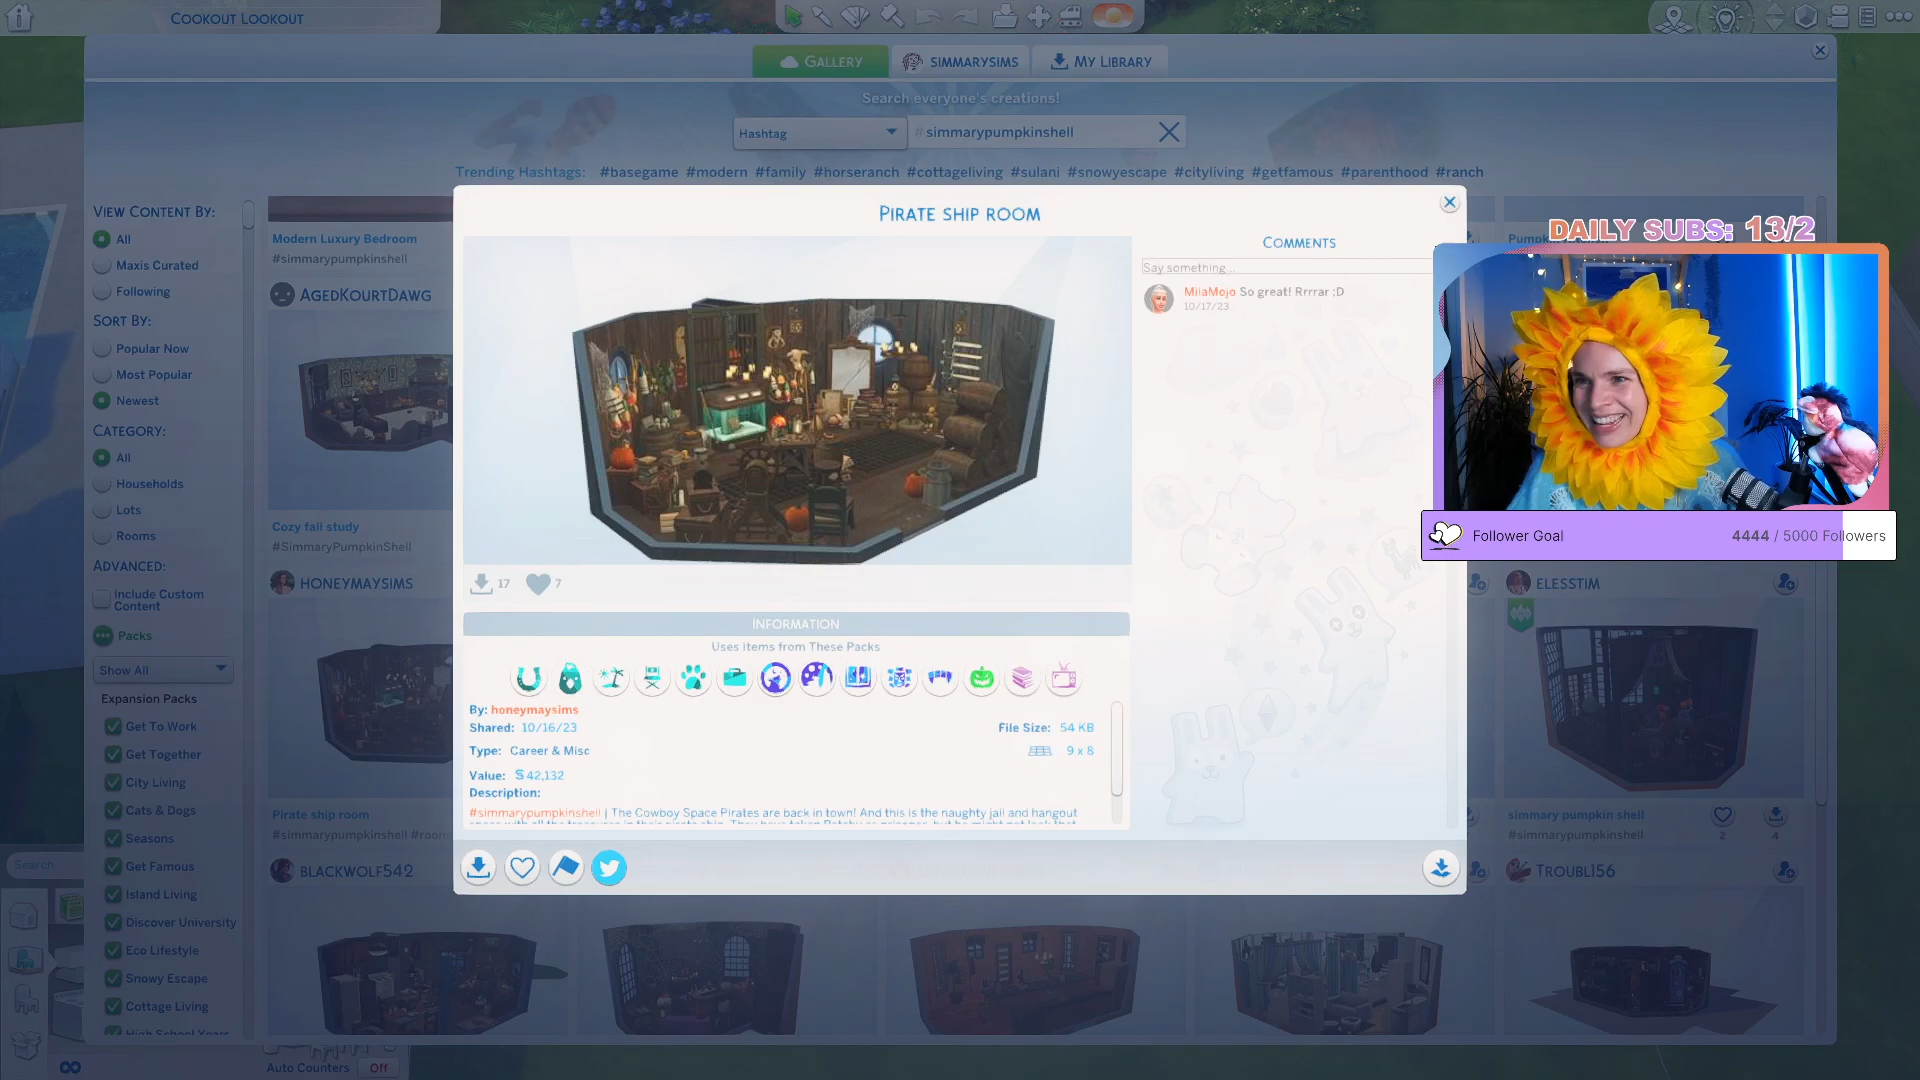 Cookout Lookout
Gallery
simmarysims
My Library
Search everyone's creations!
Hashtag
# simmarypumpkinshell
Trending Hashtags: #basegame #modern #family #horseranch #cottageliving #sulani #snowyescape #cityliving #getfamous #parenthood #ranch
View Content By:
All
Maxis Curated
Following
Sort By:
Popular Now
Most Popular
Newest
Category:
All
Households
Lots
Rooms
Advanced:
Include Custom
Content
Packs
Show All
Expansion Packs
Get To Work
Get Together
City Living
Cats & Dogs
Seasons
Get Famous
Island Living
Discover University
Eco Lifestyle
Snowy Escape
Cottage Living
High School Years
Search
Modern Luxury Bedroom
#simmarypumpkinshell
AgedKourtDawg
Cozy fall study
#SimmaryPumpkinShell
honeymaysims
Pirate ship room
#simmarypumpkinshell
blackwolf542
Pirate ship room
Comments
Say something...
MiiaMojo So great! Rrrrar ;D
10/17/23
17
7
Information
Uses items from These Packs
By: honeymaysims
Shared: 10/16/23
File Size: 54 KB
Type: Career & Misc
9 x 8
Value: §42,132
Description:
#simmarypumpkinshell | The Cowboy Space Pirates are back in town! And this is the naughty jail and hangout
DAILY SUBS: 13/2
Follower Goal
4444 / 5000 Followers
elesstim
simmary pumpkin shell
#simmarypumpkinshell
2
4
Troubl156
Auto Counters
Off